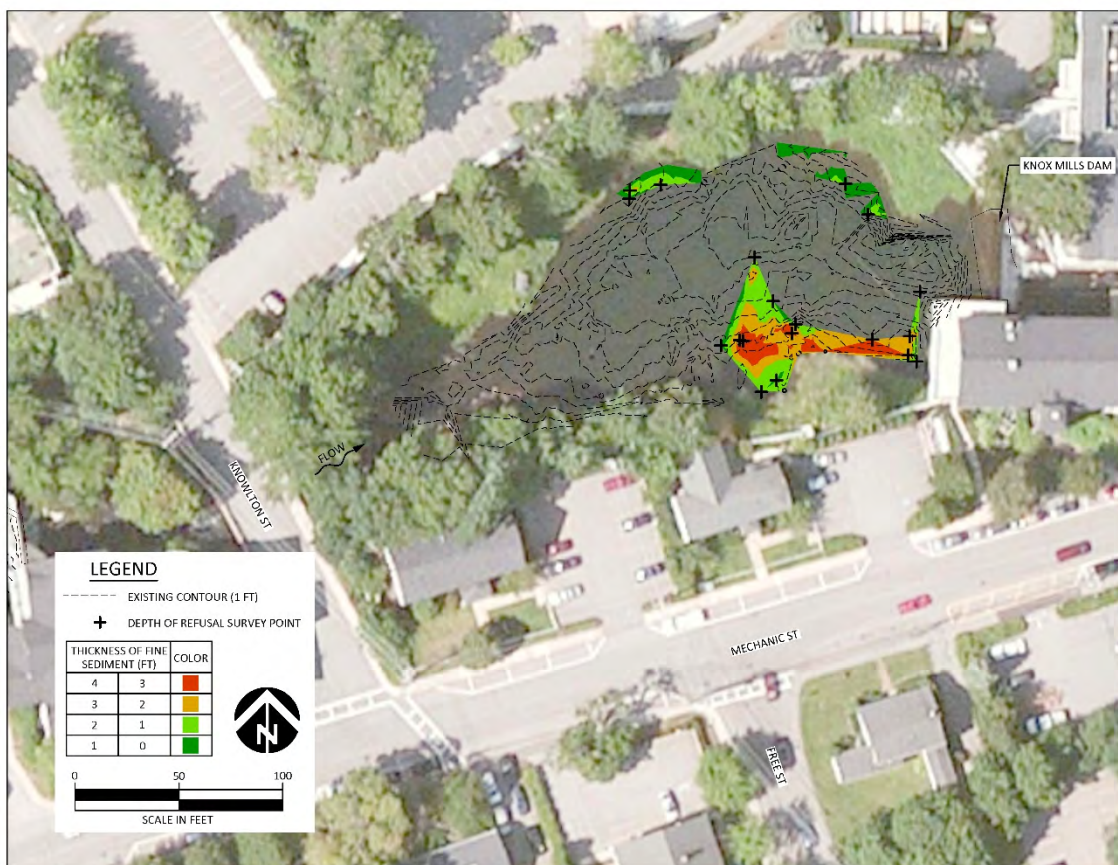 KNOX MILLS DAM
FLOW
KNOWLTON ST
MECHANIC ST
FREE ST
LEGEND
EXISTING CONTOUR (1 FT)
DEPTH OF REFUSAL SURVEY POINT
THICKNESS OF FINE
SEDIMENT (FT)
COLOR
4 3
3 2
2 1
1 0
N
0 50 100
SCALE IN FEET